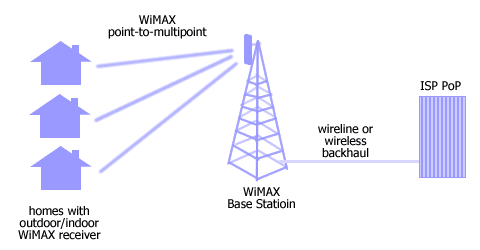 WiMAX
point-to-multipoint
ISP PoP
wireline or
wireless
backhaul
WiMAX
Base Statioin
homes with
outdoor/indoor
WiMAX receiver